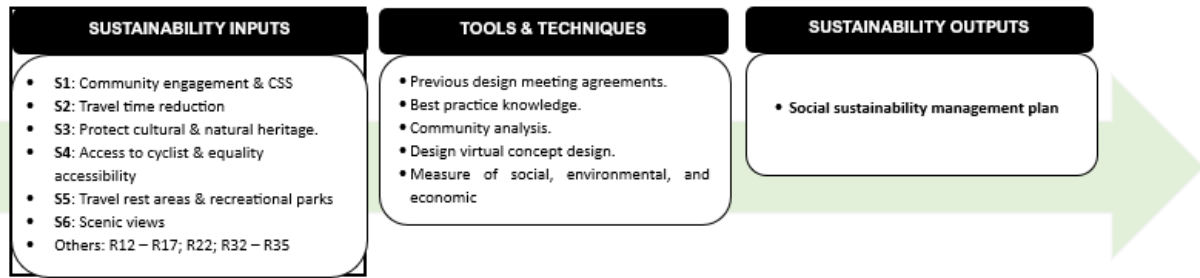 SUSTAINABILITY INPUTS
• S1: Community engagement & CSS
• S2: Travel time reduction
• S3: Protect cultural & natural heritage.
• S4: Access to cyclist & equality
accessibility
• S5: Travel rest areas & recreational parks
• S6: Scenic views
• Others: R12 – R17; R22; R32 – R35
TOOLS & TECHNIQUES
• Previous design meeting agreements.
• Best practice knowledge.
• Community analysis.
• Design virtual concept design.
• Measure of social, environmental, and
economic
SUSTAINABILITY OUTPUTS
• Social sustainability management plan